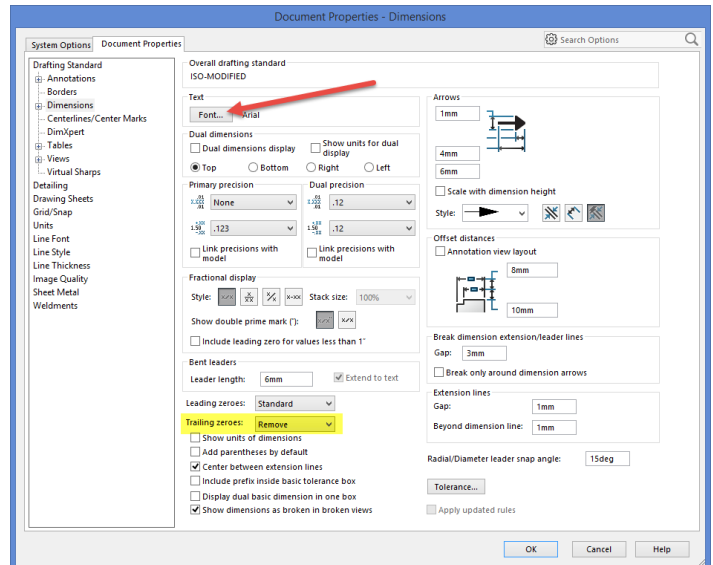 Document Properties - Dimensions
System Options
Document Properties
Search Options
Drafting Standard
Annotations
Borders
Dimensions
Centerlines/Center Marks
DimXpert
Tables
Views
Virtual Sharps
Detailing
Drawing Sheets
Grid/Snap
Units
Line Font
Line Style
Line Thickness
Image Quality
Sheet Metal
Weldments
Overall drafting standard
ISO-MODIFIED
Text
Font... Arial
Dual dimensions
Dual dimensions display
Show units for dual
display
Top Bottom Right Left
Primary precision
Dual precision
None
.12
.123
.12
Link precisions with
model
Link precisions with
model
Fractional display
Style:
Stack size: 100%
Show double prime mark ("):
Include leading zero for values less than 1"
Bent leaders
Leader length: 6mm
Extend to text
Leading zeroes: Standard
Trailing zeroes: Remove
Show units of dimensions
Add parentheses by default
Center between extension lines
Include prefix inside basic tolerance box
Display dual basic dimension in one box
Show dimensions as broken in broken views
Arrows
1mm
4mm
6mm
Scale with dimension height
Style:
Offset distances
Annotation view layout
8mm
10mm
Break dimension extension/leader lines
Gap: 3mm
Break only around dimension arrows
Extension lines
Gap: 1mm
Beyond dimension line: 1mm
Radial/Diameter leader snap angle: 15deg
Tolerance...
Apply updated rules
OK Cancel Help